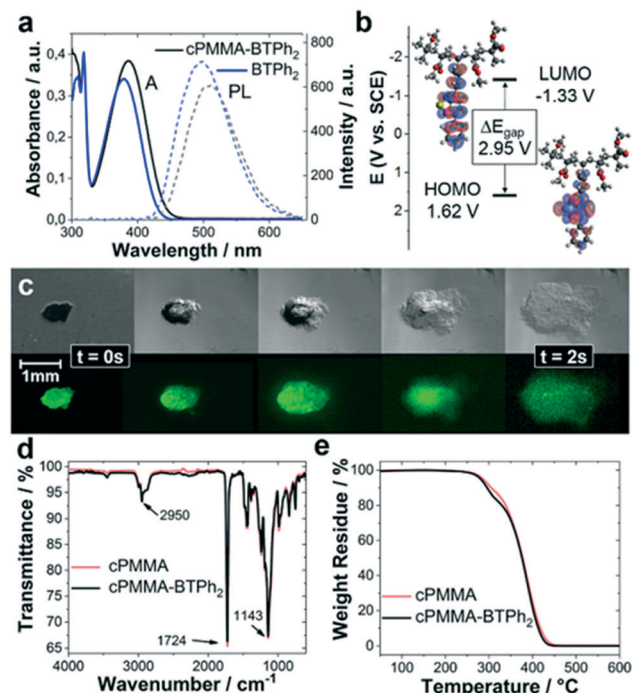 a
cPMMA-BTPh₂
BTPh₂
A
PL
Absorbance / a.u.
0,4
0,3
0,2
0,1
0,0
Intensity / a.u.
800
700
600
500
400
300
200
100
0
300 400 500 600
Wavelength / nm
b
E (V vs. SCE)
-2
-1
0
1
2
LUMO
-1.33 V
ΔEgap
2.95 V
HOMO
1.62 V
c
t = 0s
t = 2s
1mm
d
Transmittance / %
100
95
90
85
80
75
70
65
2950
cPMMA
cPMMA-BTPh₂
1143
1724
4000 3000 2000 1000
Wavenumber / cm⁻¹
e
Weight Residue / %
100
80
60
40
20
0
cPMMA
cPMMA-BTPh₂
100 200 300 400 500 600
Temperature / °C